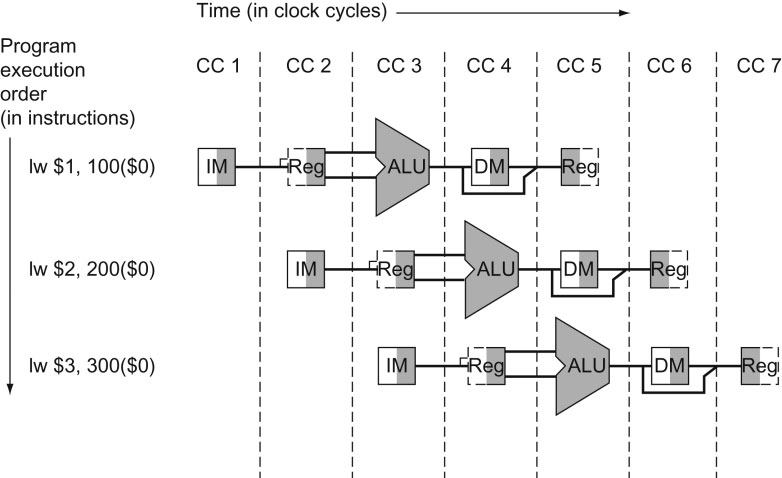 Time (in clock cycles)
Program
execution
order
(in instructions)
CC 1 CC 2 CC 3 CC 4 CC 5 CC 6 CC 7
lw $1, 100($0) IM Reg ALU DM Reg
lw $2, 200($0) IM Reg ALU DM Reg
lw $3, 300($0) IM Reg ALU DM Reg